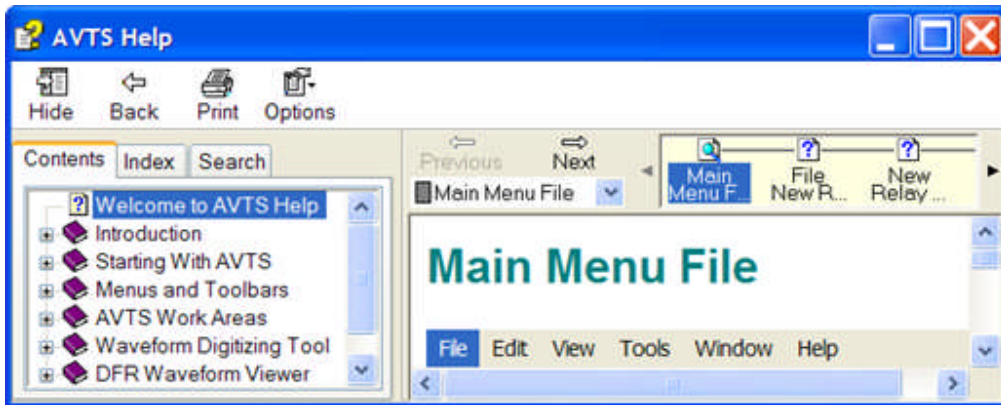 AVTS Help
Hide Back Print Options
Contents Index Search
Welcome to AVTS Help
Introduction
Starting With AVTS
Menus and Toolbars
AVTS Work Areas
Waveform Digitizing Tool
DFR Waveform Viewer
Previous Next
Main Menu File
Main Menu F...
File New R...
New Relay ...
Main Menu File
File Edit View Tools Window Help